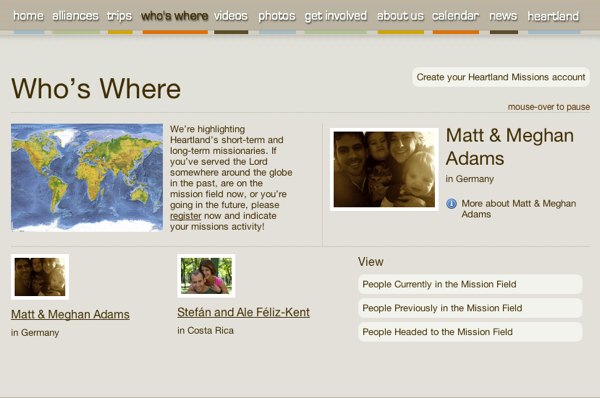 home alliances trips who's where videos photos get involved about us calendar news heartland
Create your Heartland Missions account
Who's Where
mouse-over to pause
We're highlighting
Heartland's short-term and
long-term missionaries. If
you've served the Lord
somewhere around the globe
in the past, are on the
mission field now, or you're
going in the future, please
register now and indicate
your missions activity!
Matt & Meghan
Adams
in Germany
More about Matt & Meghan
Adams
Matt & Meghan Adams
in Germany
Stefán and Ale Féliz-Kent
in Costa Rica
View
People Currently in the Mission Field
People Previously in the Mission Field
People Headed to the Mission Field